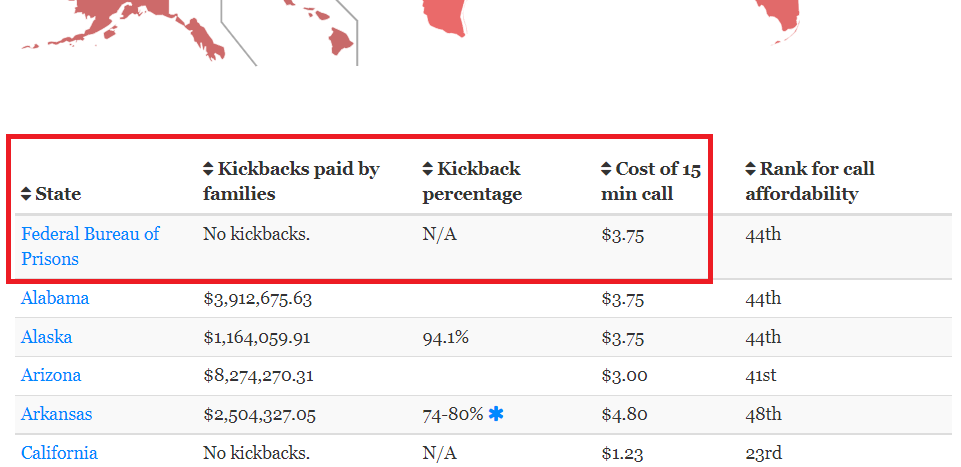 State Kickbacks paid by families Kickback percentage Cost of 15 min call Rank for call affordability
Federal Bureau of Prisons No kickbacks. N/A $3.75 44th
Alabama $3,912,675.63 $3.75 44th
Alaska $1,164,059.91 94.1% $3.75 44th
Arizona $8,274,270.31 $3.00 41st
Arkansas $2,504,327.05 74-80% * $4.80 48th
California No kickbacks. N/A $1.23 23rd